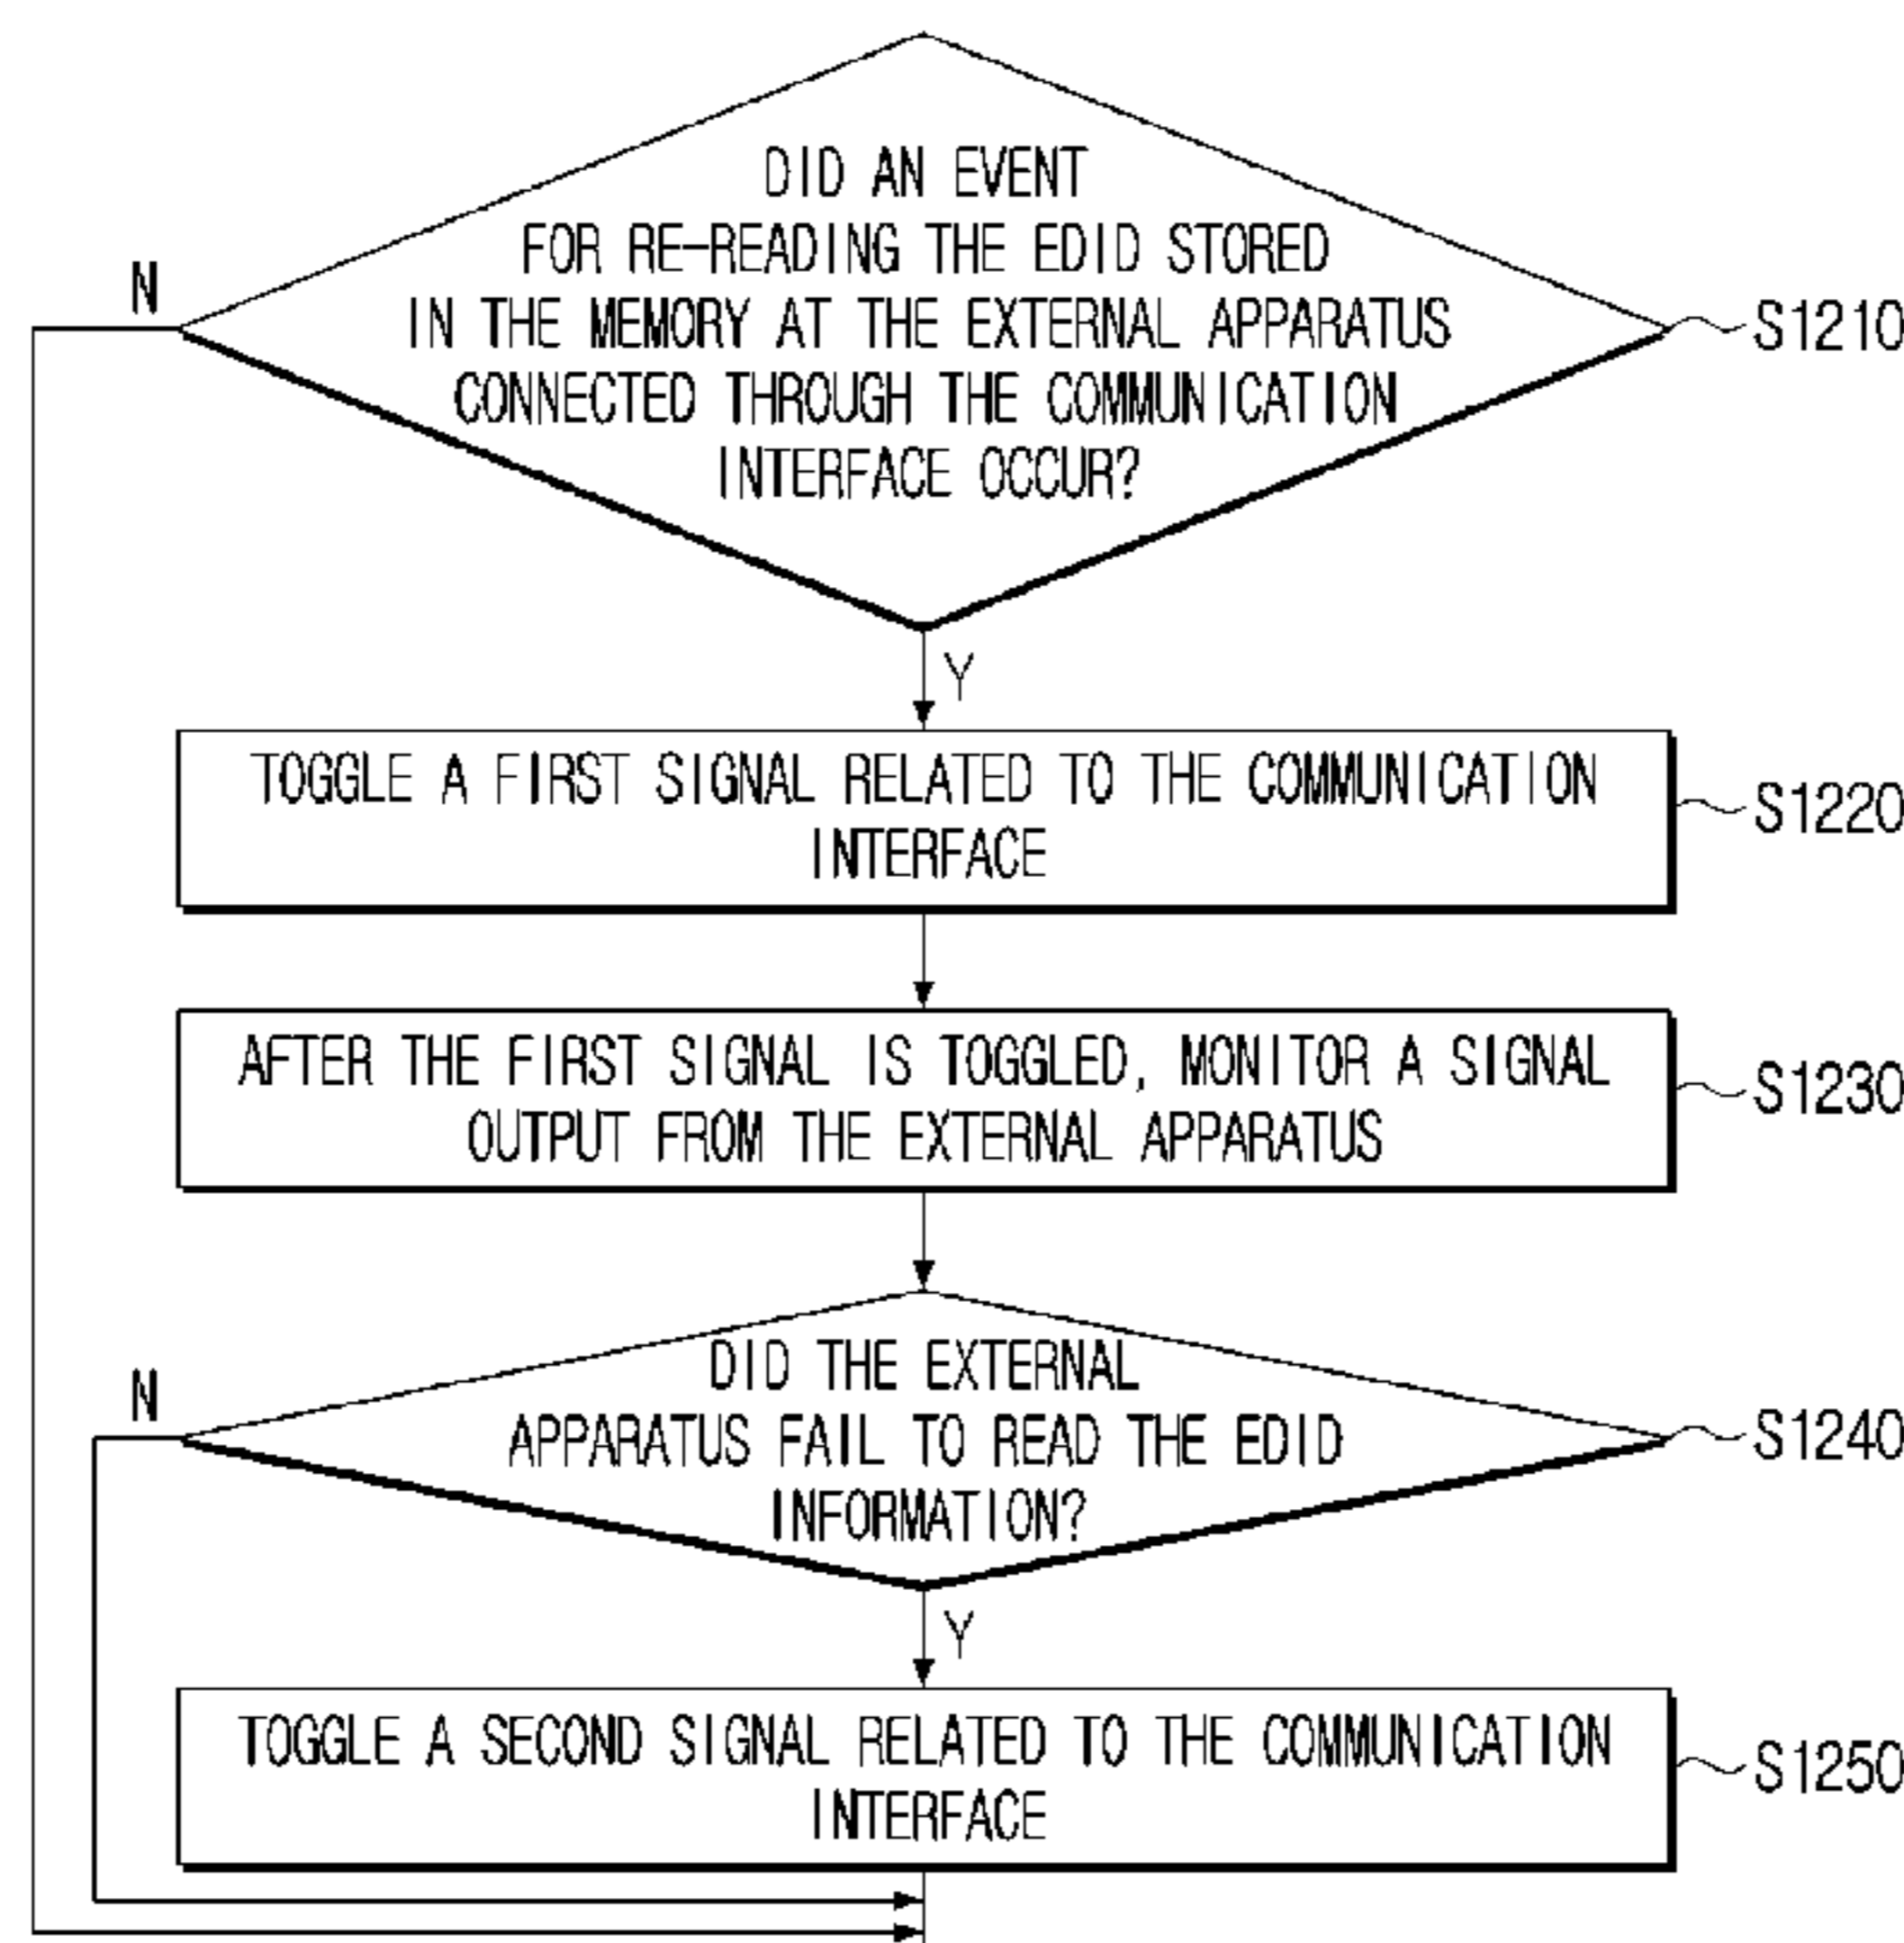 DID AN EVENT
FOR RE-READING THE EDID STORED
N
IN THE MEMORY AT THE EXTERNAL APPARATUS
S1210
CONNECTED THROUGH THE COMMUNICATION
INTERFACE OCCUR?
Y
TOGGLE A FIRST SIGNAL RELATED TO THE COMMUNICATION
INTERFACE
S1220
AFTER THE FIRST SIGNAL IS TOGGLED, MONITOR A SIGNAL
OUTPUT FROM THE EXTERNAL APPARATUS
S1230
DID THE EXTERNAL
N
APPARATUS FAIL TO READ THE EDID
S1240
INFORMATION?
Y
TOGGLE A SECOND SIGNAL RELATED TO THE COMMUNICATION
INTERFACE
S1250